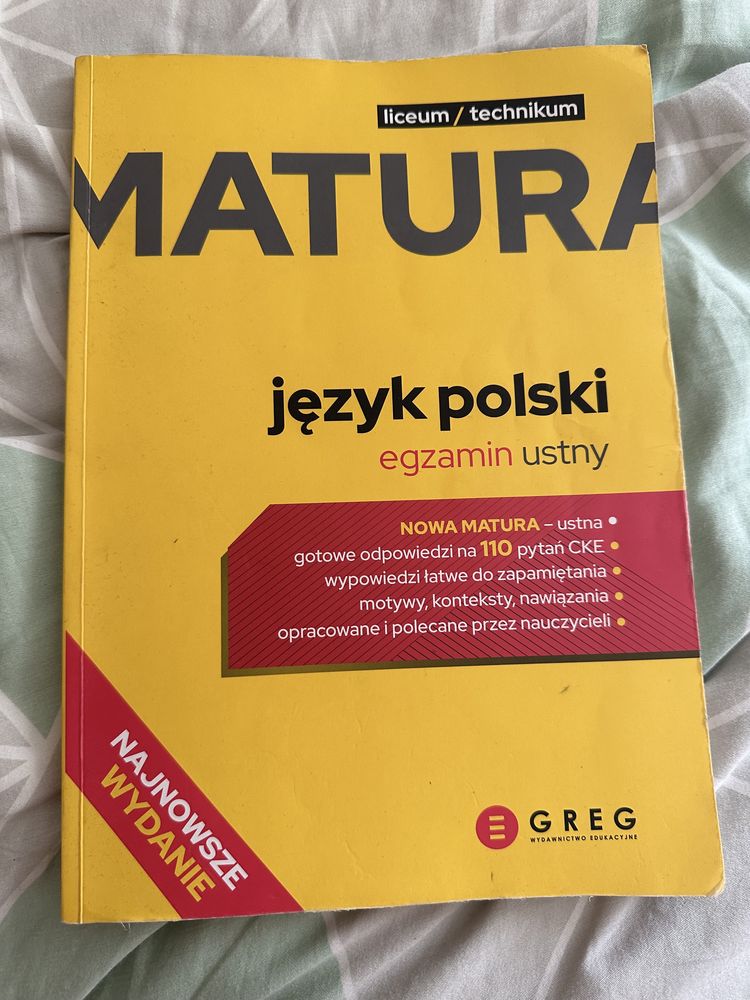 liceum / technikum
MATURA
język polski
egzamin ustny
NOWA MATURA – ustna •
gotowe odpowiedzi na 110 pytań CKE •
wypowiedzi łatwe do zapamiętania •
motywy, konteksty, nawiązania •
opracowane i polecane przez nauczycieli •
NAJNOWSZE
WYDANIE
GREG
WYDAWNICTWO EDUKACYJNE